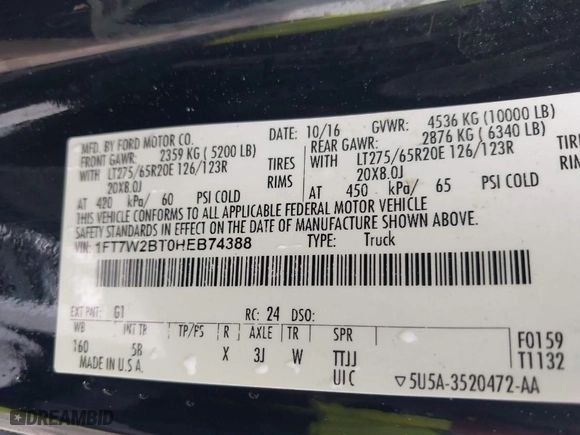 MFD. BY FORD MOTOR CO.
DATE: 10/16 GVWR: 4536 KG (10000 LB)
FRONT GAWR: 2359 KG ( 5200 LB) REAR GAWR: 2876 KG ( 6340 LB)
WITH LT275/65R20E 126/123R TIRES WITH LT275/65R20E 126/123R
20X8.0J RIMS 20X8.0J
AT 420 kPa/ 60 PSI COLD AT 450 kPa/ 65 PSI COLD
THIS VEHICLE CONFORMS TO ALL APPLICABLE FEDERAL MOTOR VEHICLE
SAFETY STANDARDS IN EFFECT ON THE DATE OF MANUFACTURE SHOWN ABOVE.
VIN: 1FT7W2BT0HEB74388 TYPE: Truck
EXT PNT: G1 RC: 24 DSO:
WB INT TR TP/PS R AXLE TR SPR F0159
160 SB X 3J W TTJJ T1132
MADE IN U.S.A. UIC ▽5U5A-3520472-AA
DREAMBID